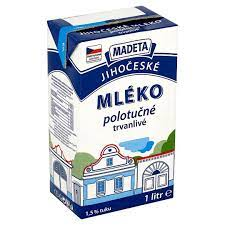 MADETA
JIHOČESKÉ
MLÉKO
polotučné
trvanlivé
1,5% tuku
1 litr e